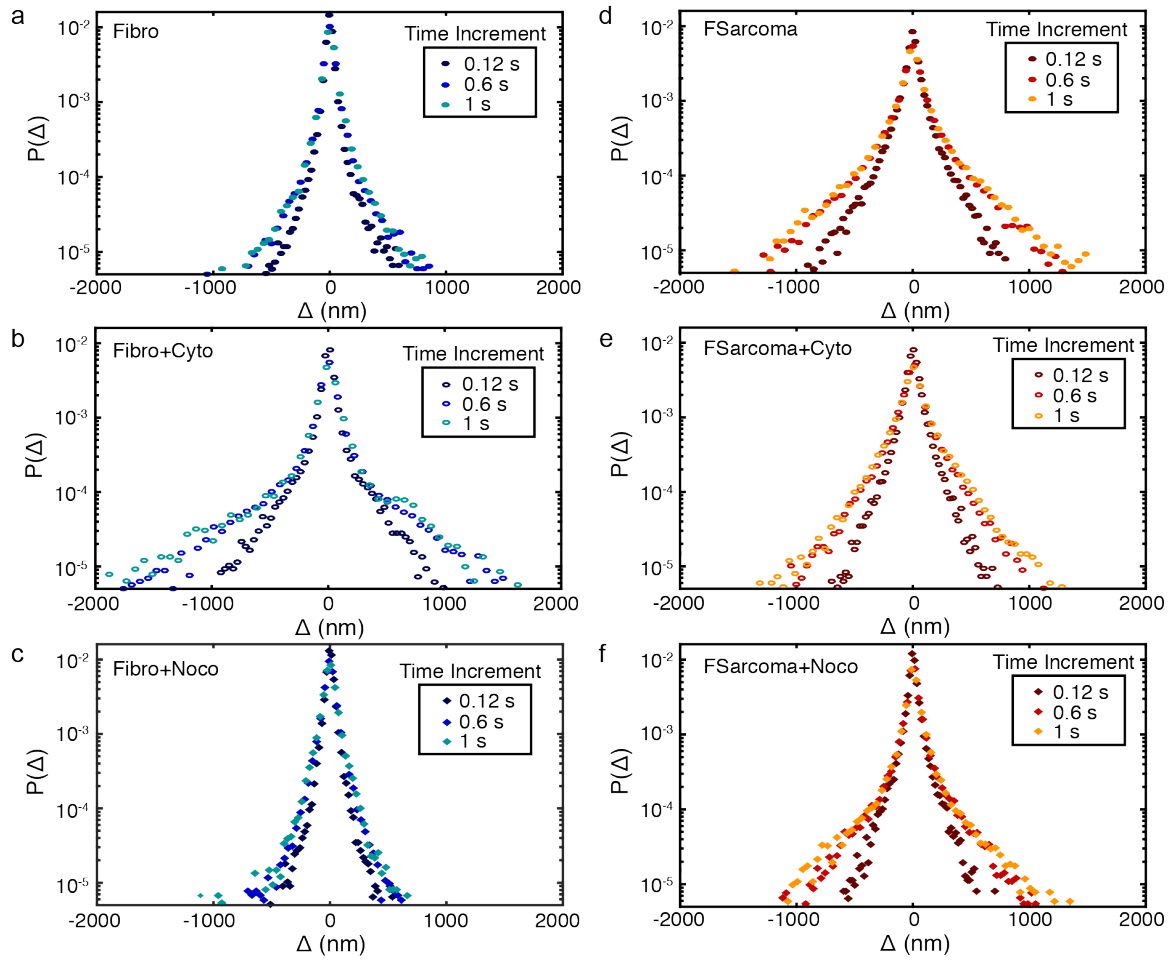 a
Fibro
Time Increment
0.12 s
0.6 s
1 s
10⁻²
10⁻³
10⁻⁴
10⁻⁵
P(Δ)
-2000 -1000 0 1000 2000
Δ (nm)
d
FSarcoma
Time Increment
0.12 s
0.6 s
1 s
10⁻²
10⁻³
10⁻⁴
10⁻⁵
P(Δ)
-2000 -1000 0 1000 2000
Δ (nm)
b
Fibro+Cyto
Time Increment
0.12 s
0.6 s
1 s
10⁻²
10⁻³
10⁻⁴
10⁻⁵
P(Δ)
-2000 -1000 0 1000 2000
Δ (nm)
e
FSarcoma+Cyto
Time Increment
0.12 s
0.6 s
1 s
10⁻²
10⁻³
10⁻⁴
10⁻⁵
P(Δ)
-2000 -1000 0 1000 2000
Δ (nm)
c
Fibro+Noco
Time Increment
0.12 s
0.6 s
1 s
10⁻²
10⁻³
10⁻⁴
10⁻⁵
P(Δ)
-2000 -1000 0 1000 2000
Δ (nm)
f
FSarcoma+Noco
Time Increment
0.12 s
0.6 s
1 s
10⁻²
10⁻³
10⁻⁴
10⁻⁵
P(Δ)
-2000 -1000 0 1000 2000
Δ (nm)